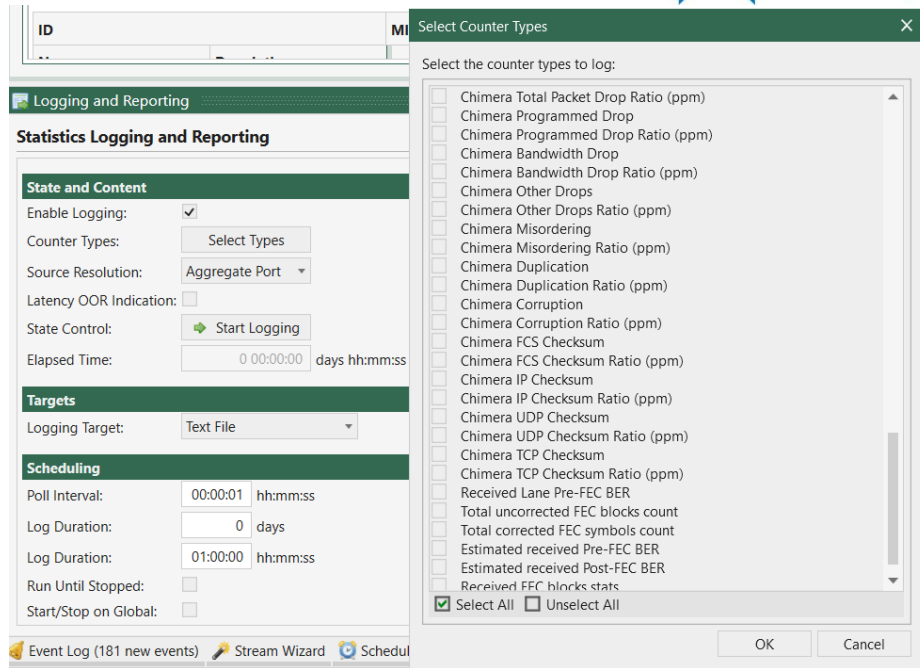 ID
MI
Logging and Reporting
Statistics Logging and Reporting
State and Content
Enable Logging:
Counter Types: Select Types
Source Resolution: Aggregate Port
Latency OOR Indication:
State Control: Start Logging
Elapsed Time: 0 00:00:00 days hh:mm:ss
Targets
Logging Target: Text File
Scheduling
Poll Interval: 00:00:01 hh:mm:ss
Log Duration: 0 days
Log Duration: 01:00:00 hh:mm:ss
Run Until Stopped:
Start/Stop on Global:
Event Log (181 new events) Stream Wizard Schedul
Select Counter Types
Select the counter types to log:
Chimera Total Packet Drop Ratio (ppm)
Chimera Programmed Drop
Chimera Programmed Drop Ratio (ppm)
Chimera Bandwidth Drop
Chimera Bandwidth Drop Ratio (ppm)
Chimera Other Drops
Chimera Other Drops Ratio (ppm)
Chimera Misordering
Chimera Misordering Ratio (ppm)
Chimera Duplication
Chimera Duplication Ratio (ppm)
Chimera Corruption
Chimera Corruption Ratio (ppm)
Chimera FCS Checksum
Chimera FCS Checksum Ratio (ppm)
Chimera IP Checksum
Chimera IP Checksum Ratio (ppm)
Chimera UDP Checksum
Chimera UDP Checksum Ratio (ppm)
Chimera TCP Checksum
Chimera TCP Checksum Ratio (ppm)
Received Lane Pre-FEC BER
Total uncorrected FEC blocks count
Total corrected FEC symbols count
Estimated received Pre-FEC BER
Estimated received Post-FEC BER
Received FEC blocks stats
Select All Unselect All
OK Cancel